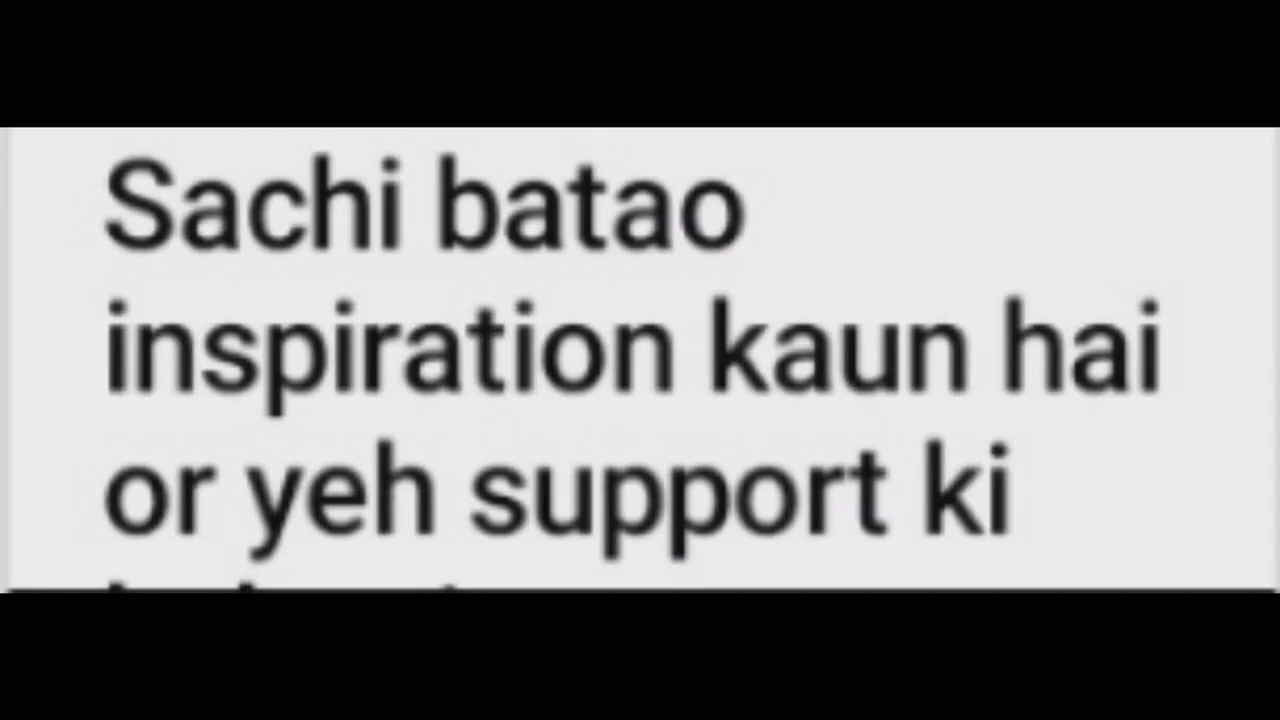 Sachi batao
inspiration kaun hai
or yeh support ki